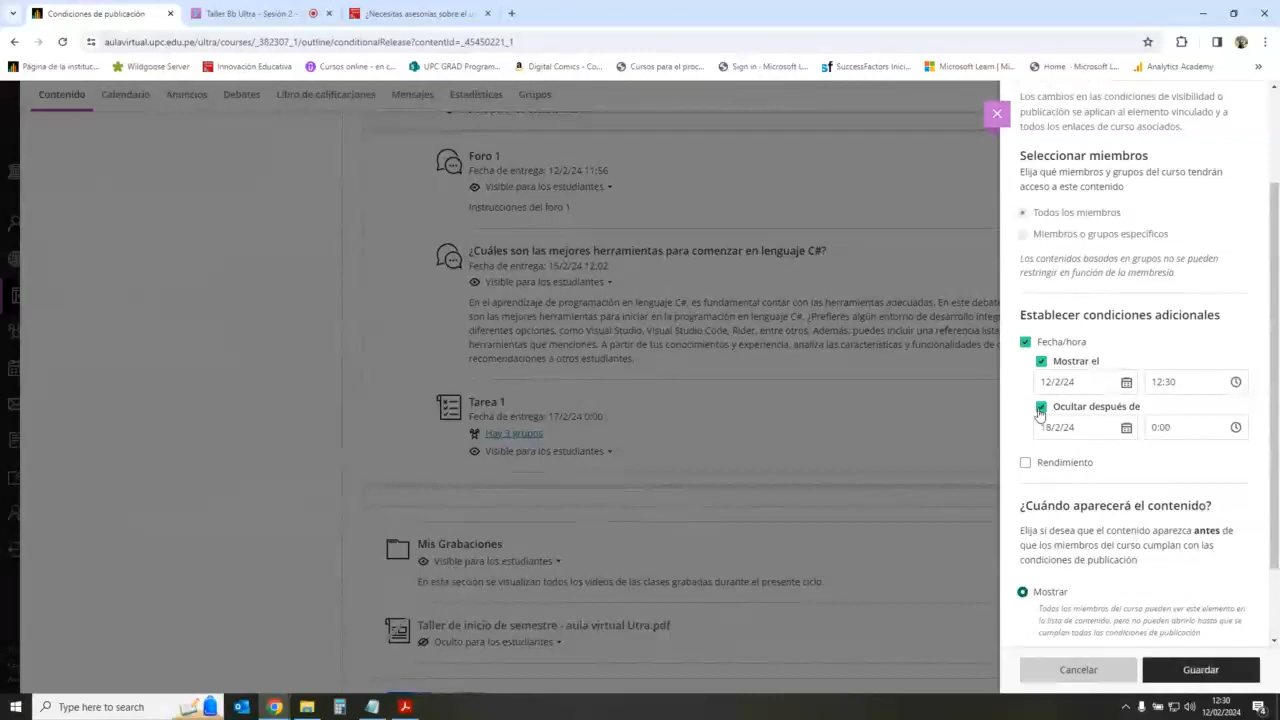 Condiciones de publicación
Taller Bb Ultra - Sesión 2 -
¿Necesitas asesorías sobre el u
aulavirtual.upc.edu.pe/ultra/courses/_382307_1/outline/conditionalRelease?contentId=_45450221_1
Página de la instituc...
Wildgoose Server
Innovación Educativa
Cursos online - en c...
UPC GRAD Program...
Digital Comics - Co...
Cursos para el proc...
Sign in - Microsoft L...
SuccessFactors Inici...
Microsoft Learn | Mi...
Home - Microsoft L...
Analytics Academy
»
Contenido
Calendario
Anuncios
Debates
Libro de calificaciones
Mensajes
Estadísticas
Grupos
Foro 1
Fecha de entrega: 12/2/24 11:56
Visible para los estudiantes
Instrucciones del foro 1
¿Cuáles son las mejores herramientas para comenzar en lenguaje C#?
Fecha de entrega: 15/2/24 12:02
Visible para los estudiantes
En el aprendizaje de programación en lenguaje C#, es fundamental contar con las herramientas adecuadas. En este debate
son las mejores herramientas para iniciar en la programación en lenguaje C#. ¿Prefieres algún entorno de desarrollo integ
diferentes opciones, como Visual Studio, Visual Studio Code, Rider, entre otros. Además, puedes incluir una referencia lista
herramientas que menciones. A partir de tus conocimientos y experiencia, analiza las características y funcionalidades de c
recomendaciones a otros estudiantes.
Tarea 1
Fecha de entrega: 17/2/24 0:00
Hay 3 grupos
Visible para los estudiantes
Mis Grabaciones
Visible para los estudiantes
En esta sección se visualizan todos los videos de las clases grabadas durante el presente ciclo.
Taller de inicio de semestre - aula virtual Utra.pdf
Oculto para los estudiantes
Los cambios en las condiciones de visibilidad o
publicación se aplican al elemento vinculado y a
todos los enlaces de curso asociados.
Seleccionar miembros
Elija qué miembros y grupos del curso tendrán
acceso a este contenido
Todos los miembros
Miembros o grupos específicos
Los contenidos basados en grupos no se pueden
restringir en función de la membresía.
Establecer condiciones adicionales
Fecha/hora
Mostrar el
12/2/24
12:30
Ocultar después de
18/2/24
0:00
Rendimiento
¿Cuándo aparecerá el contenido?
Elija si desea que el contenido aparezca antes de
que los miembros del curso cumplan con las
condiciones de publicación
Mostrar
Todos los miembros del curso pueden ver este elemento en
la lista de contenido, pero no pueden abrirlo hasta que se
cumplan todas las condiciones de publicación
Cancelar
Guardar
Type here to search
12:30
12/02/2024